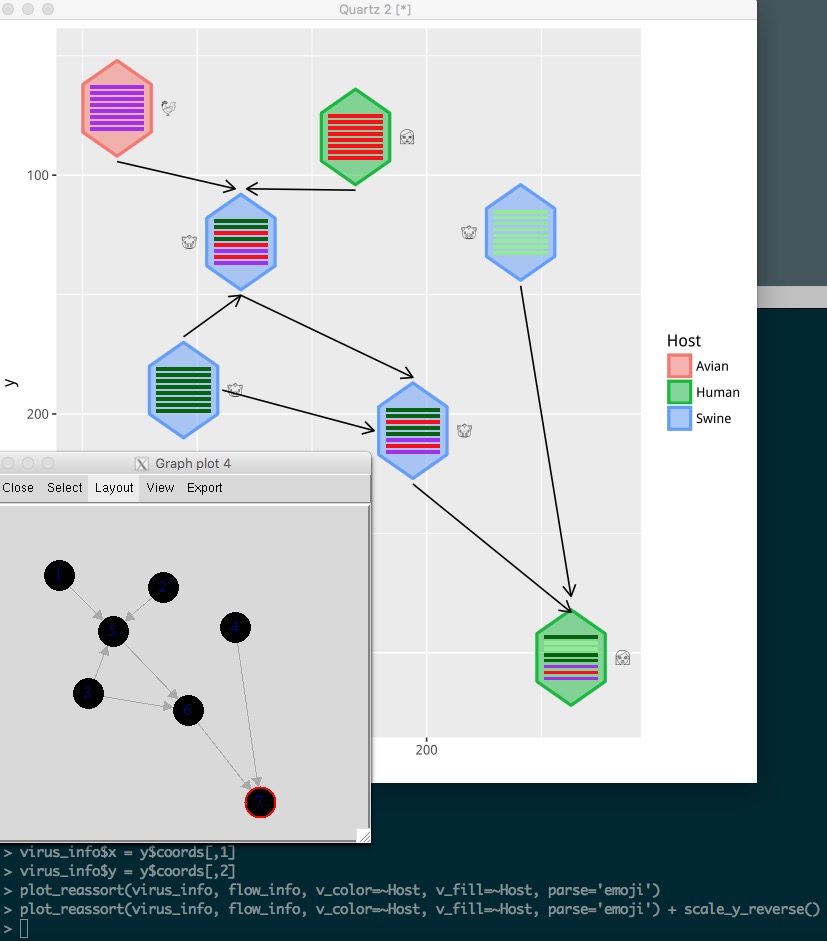 Quartz 2 [*]
100
200
y
200
Host
Avian
Human
Swine
X Graph plot 4
Close Select Layout View Export
1
2
5
4
3
6
7
> virus_info$x = y$coords[,1]
> virus_info$y = y$coords[,2]
> plot_reassort(virus_info, flow_info, v_color=~Host, v_fill=~Host, parse='emoji')
> plot_reassort(virus_info, flow_info, v_color=~Host, v_fill=~Host, parse='emoji') + scale_y_reverse()
>